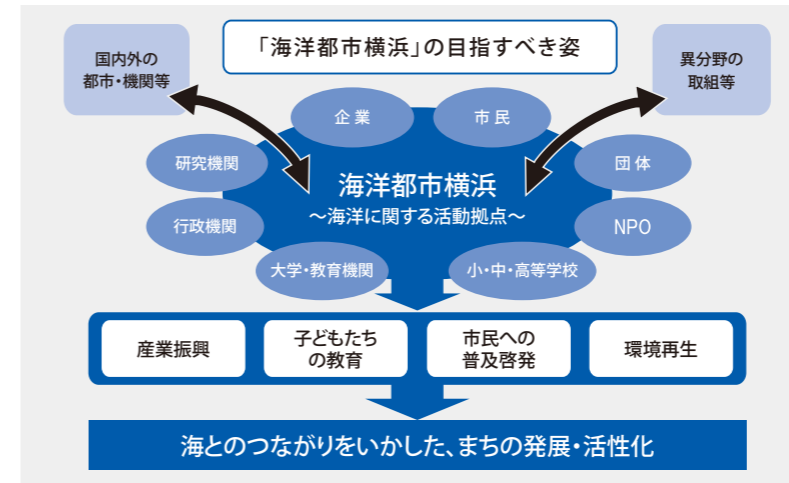 「海洋都市横浜」の目指すべき姿
国内外の
都市・機関等
異分野の
取組等
企業
市民
研究機関
団体
海洋都市横浜
～海洋に関する活動拠点～
行政機関
NPO
大学・教育機関
小・中・高等学校
産業振興
子どもたち
の教育
市民への
普及啓発
環境再生
海とのつながりをいかした、まちの発展・活性化